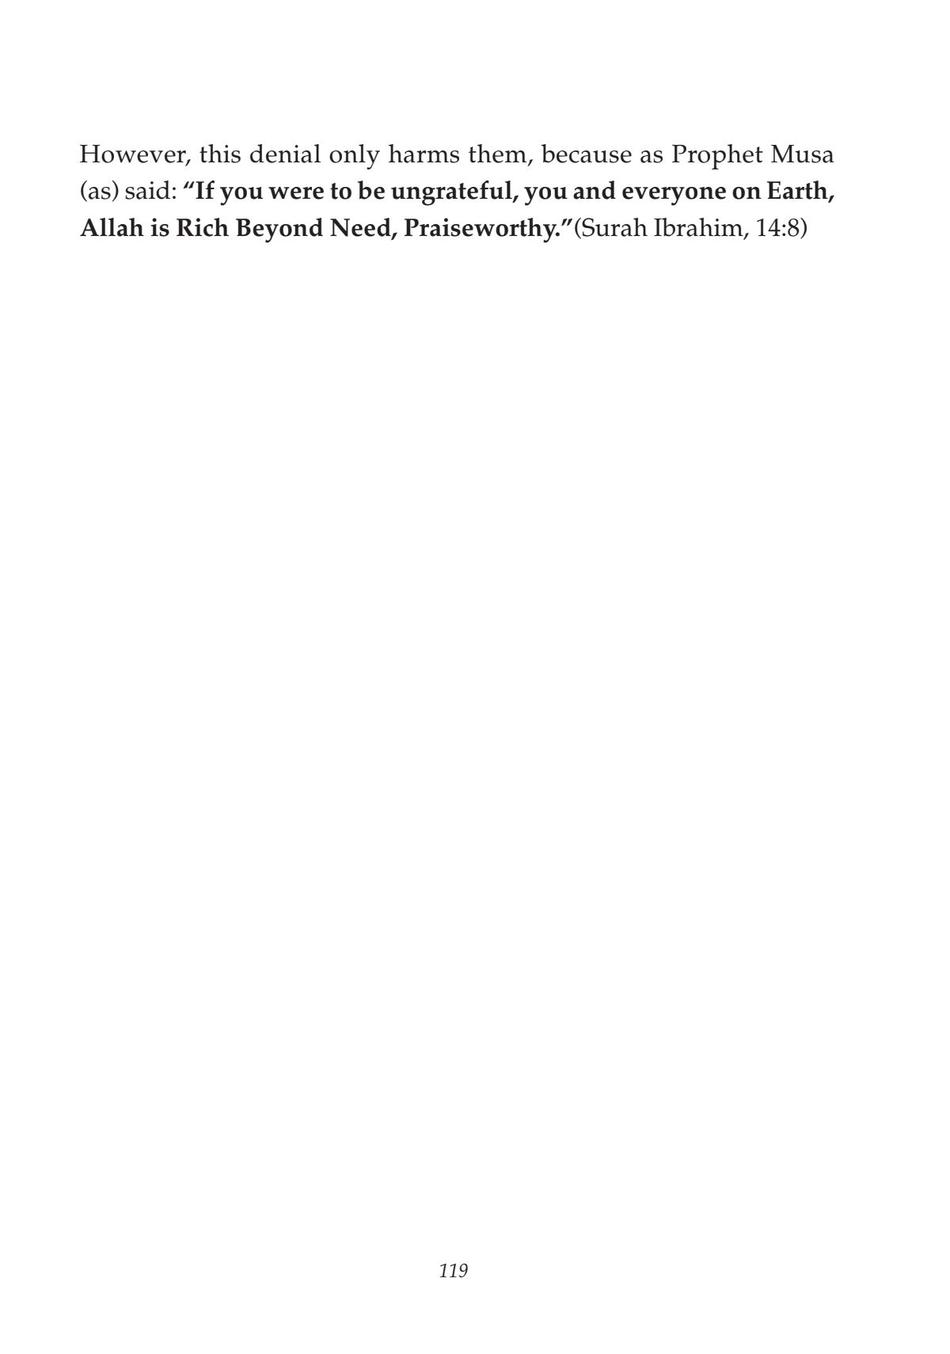 However, this denial only harms them, because as Prophet Musa
(as) said: “If you were to be ungrateful, you and everyone on Earth,
Allah is Rich Beyond Need, Praiseworthy.”(Surah Ibrahim, 14:8)
119